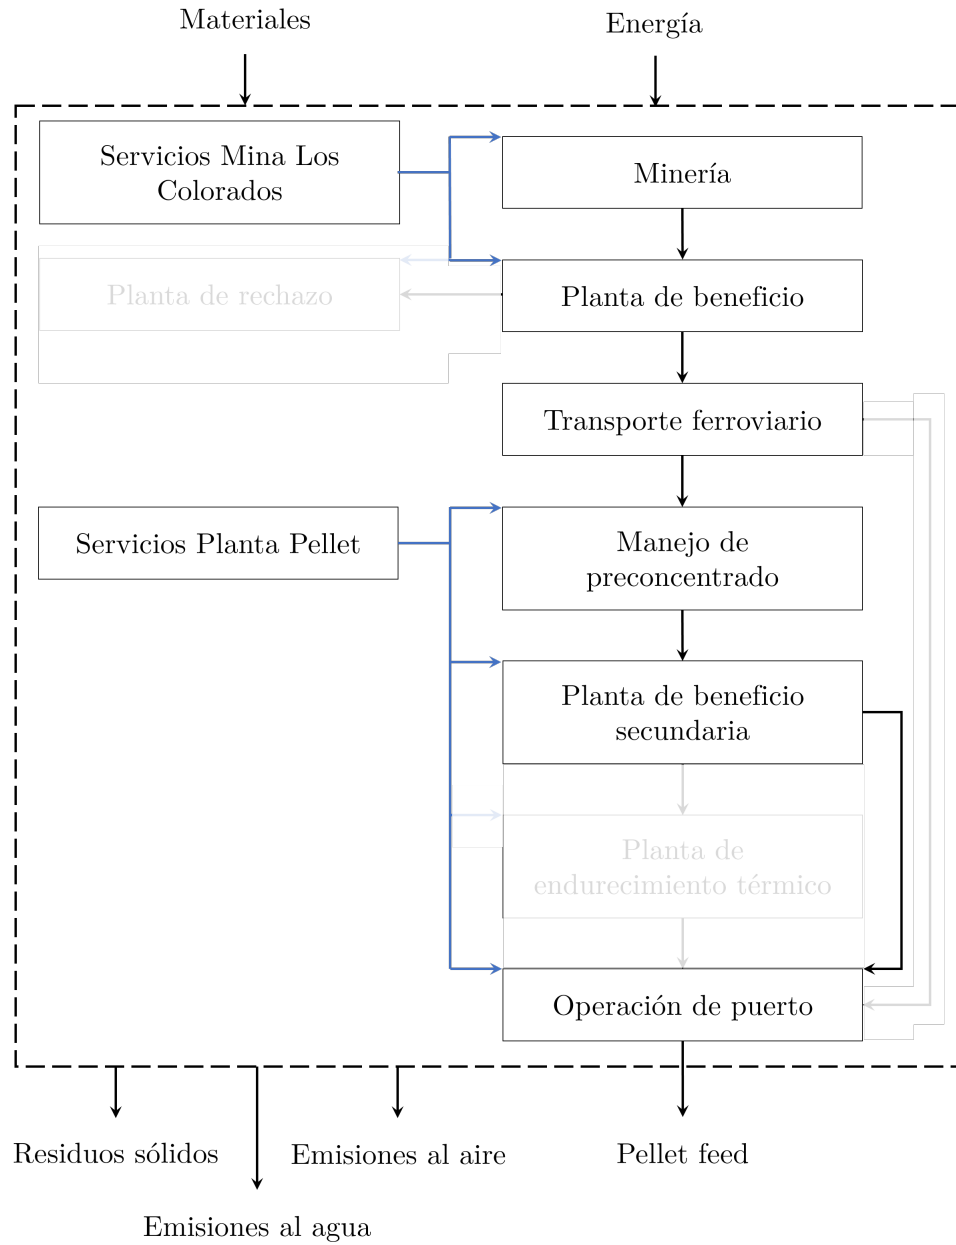 Materiales
Energía
Servicios Mina Los
Colorados
Minería
Planta de rechazo
Planta de beneficio
Transporte ferroviario
Servicios Planta Pellet
Manejo de
preconcentrado
Planta de beneficio
secundaria
Planta de
endurecimiento térmico
Operación de puerto
Residuos sólidos
Emisiones al aire
Pellet feed
Emisiones al agua